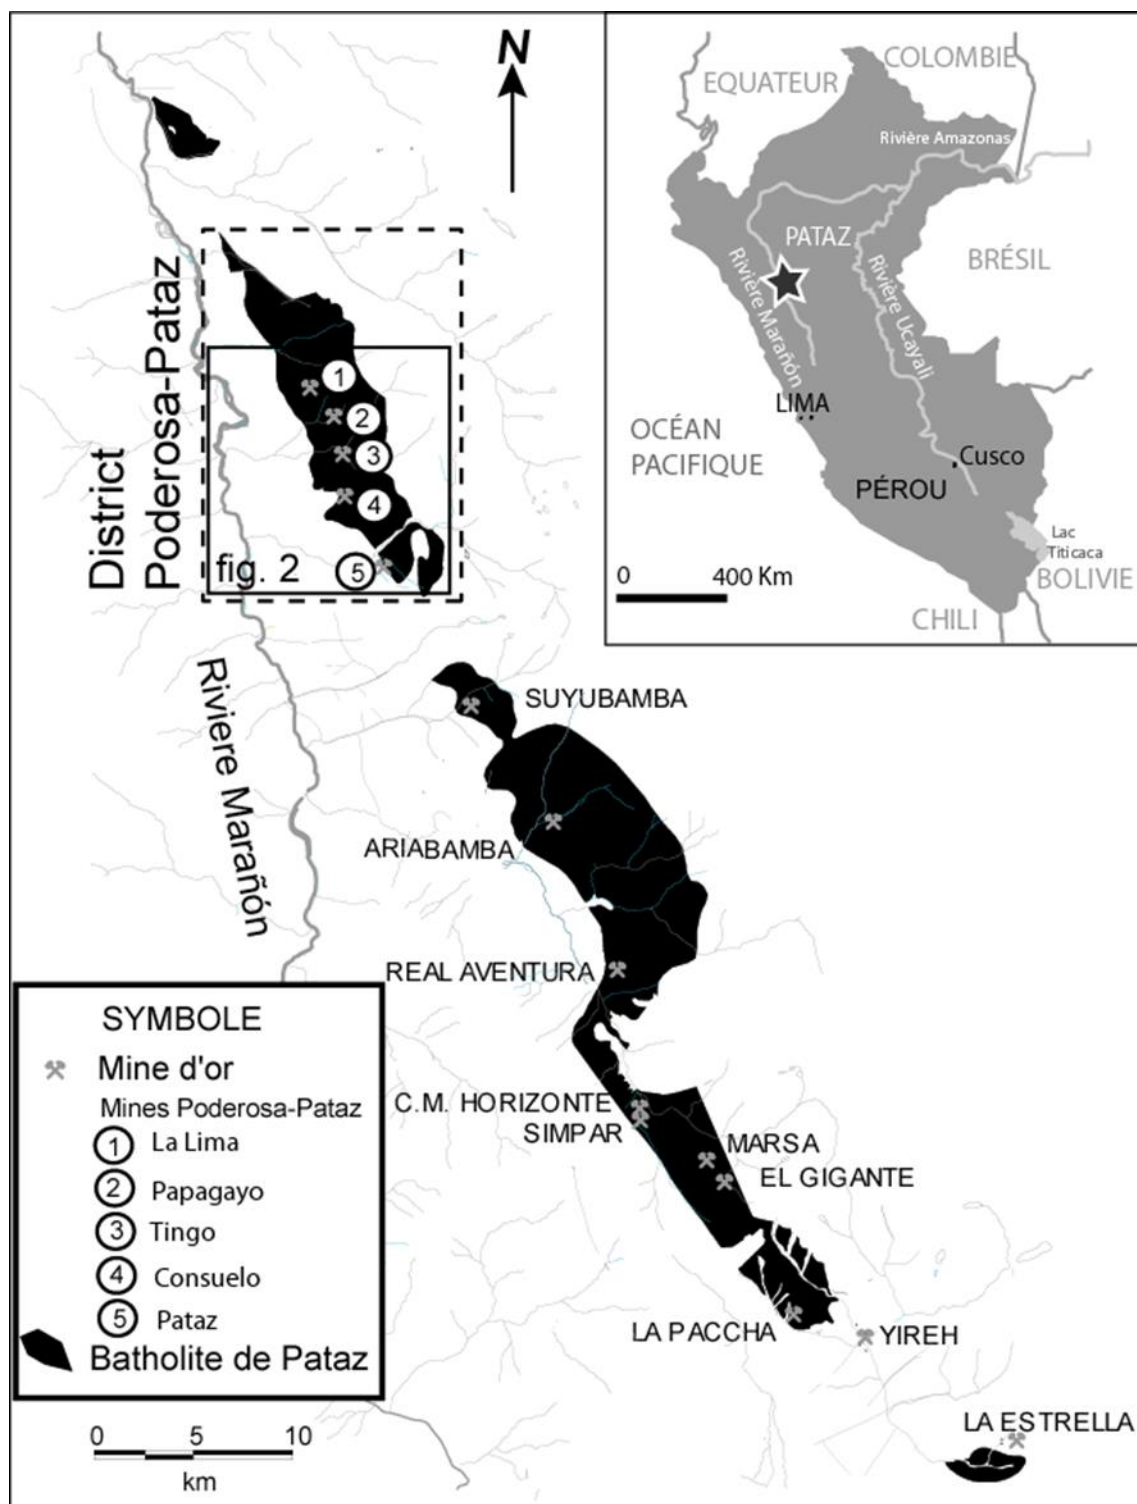 N
EQUATEUR
COLOMBIE
Rivière Amazonas
PATAZ
BRÉSIL
Rivière Marañón
Rivière Ucayali
LIMA
OCÉAN
PACIFIQUE
Cusco
PÉROU
Lac
Titicaca
BOLIVIE
0 400 Km
CHILI
District
Poderosa-Pataz
1
2
3
4
5
fig. 2
Riviere Marañón
SUYUBAMBA
ARIABAMBA
REAL AVENTURA
C.M. HORIZONTE
SIMPAR
MARSA
EL GIGANTE
LA PACCHA
YIREH
LA ESTRELLA
SYMBOLE
Mine d'or
Mines Poderosa-Pataz
1 La Lima
2 Papagayo
3 Tingo
4 Consuelo
5 Pataz
Batholite de Pataz
0 5 10
km